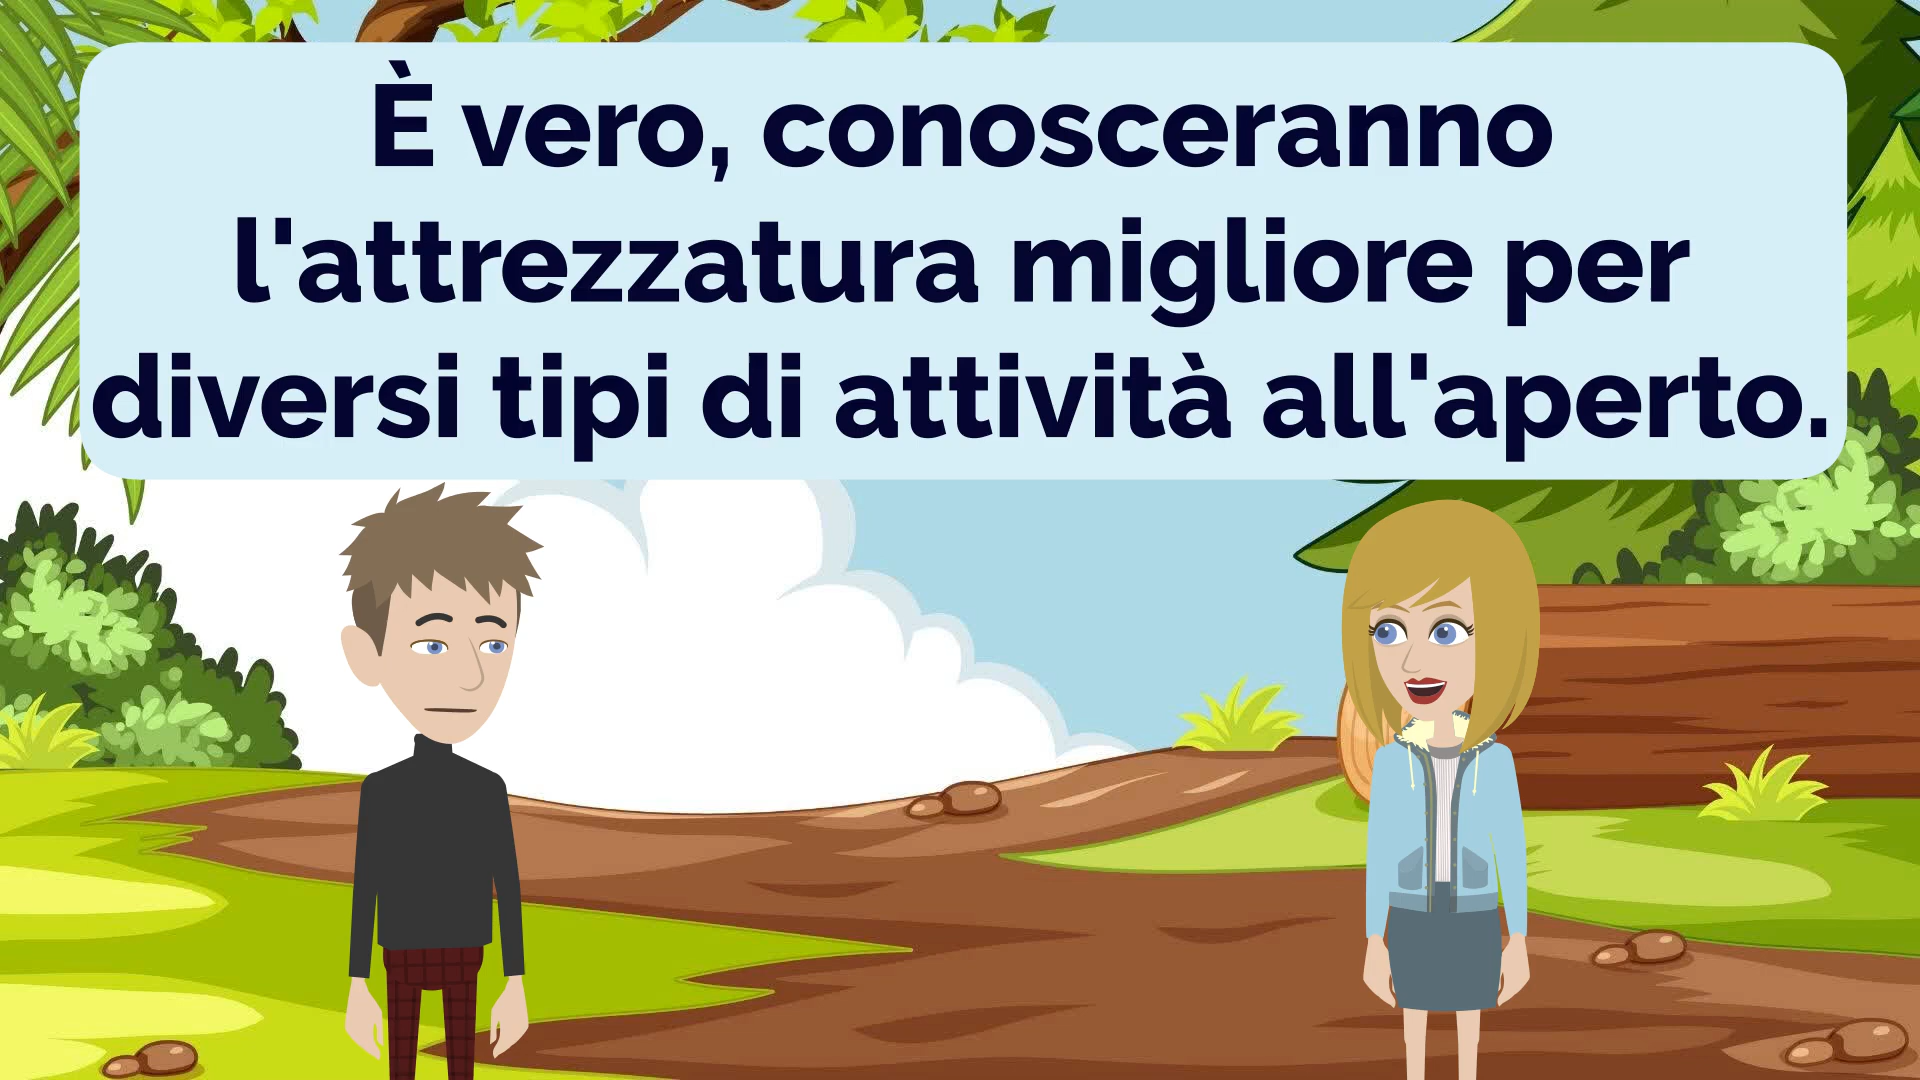 È vero, conosceranno
l'attrezzatura migliore per
diversi tipi di attività all'aperto.